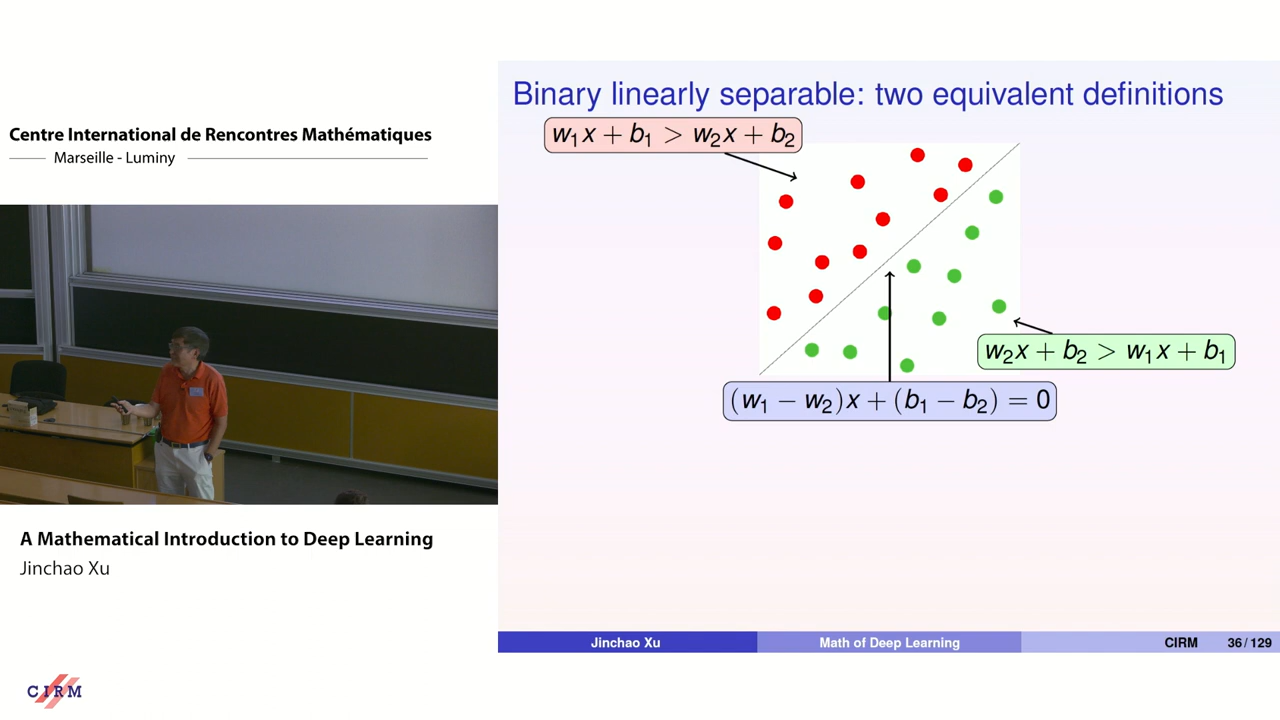 Centre International de Rencontres Mathématiques
Marseille - Luminy
A Mathematical Introduction to Deep Learning
Jinchao Xu
CIRM
Binary linearly separable: two equivalent definitions
w₁x + b₁ > w₂x + b₂
w₂x + b₂ > w₁x + b₁
(w₁ − w₂)x + (b₁ − b₂) = 0
Jinchao Xu
Math of Deep Learning
CIRM
36 / 129